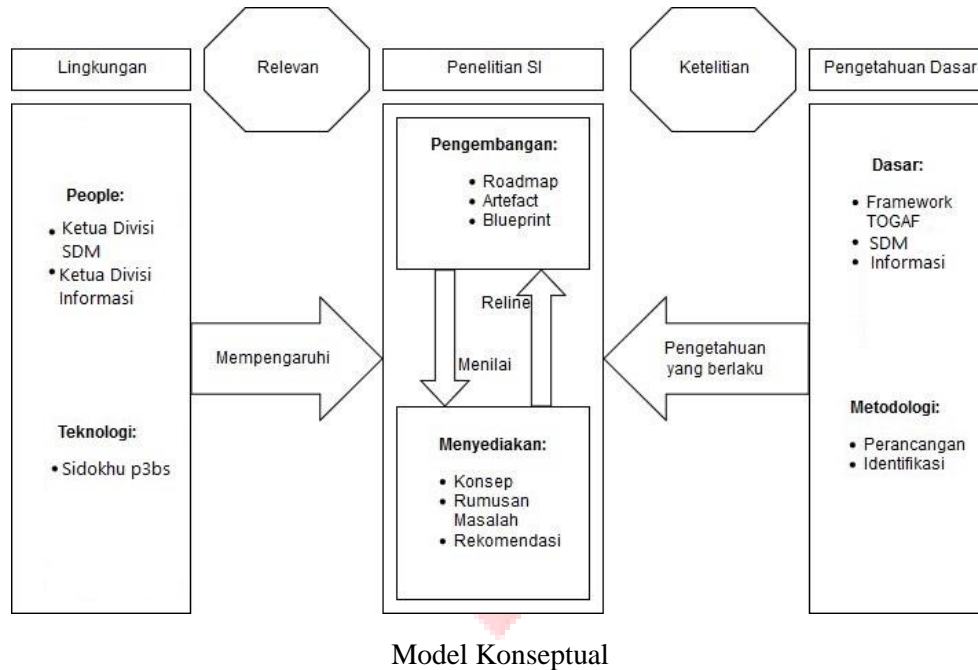 Lingkungan
Relevan
Penelitian SI
Ketelitian
Pengetahuan Dasar
People:
• Ketua Divisi
SDM
• Ketua Divisi
Informasi
Teknologi:
• Sidokhu p3bs
Mempengaruhi
Pengembangan:
• Roadmap
• Artefact
• Blueprint
Reline
Menilai
Menyediakan:
• Konsep
• Rumusan
Masalah
• Rekomendasi
Pengetahuan
yang berlaku
Dasar:
• Framework
TOGAF
• SDM
• Informasi
Metodologi:
• Perancangan
• Identifikasi
Model Konseptual